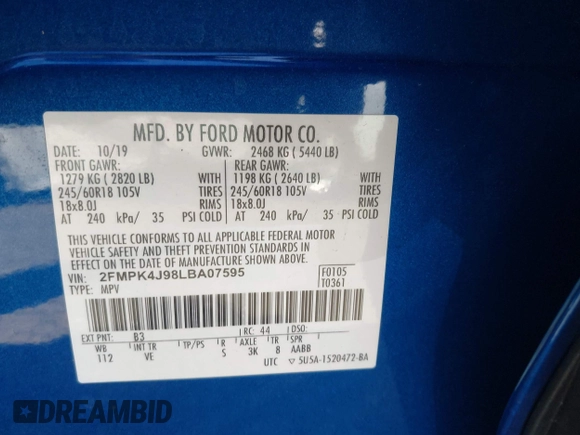 MFD. BY FORD MOTOR CO.
DATE: 10/19 GVWR: 2468 KG ( 5440 LB)
FRONT GAWR: REAR GAWR:
1279 KG ( 2820 LB) 1198 KG ( 2640 LB)
245/60R18 105V TIRES 245/60R18 105V TIRES
18x8.0J RIMS 18x8.0J RIMS
AT 240 kPa/ 35 PSI COLD AT 240 kPa/ 35 PSI COLD
THIS VEHICLE CONFORMS TO ALL APPLICABLE FEDERAL MOTOR
VEHICLE SAFETY AND THEFT PREVENTION STANDARDS IN
EFFECT ON THE DATE OF MANUFACTURE SHOWN ABOVE.
VIN: 2FMPK4J98LBA07595 F0105
TYPE: MPV T0361
EXT PNT: B3 RC: 44 DSO:
WB INT TR TP/PS R AXLE TR SPR
112 VE S 3K 8 AABB
UTC 5U5A-1520472-BA
DREAMBID